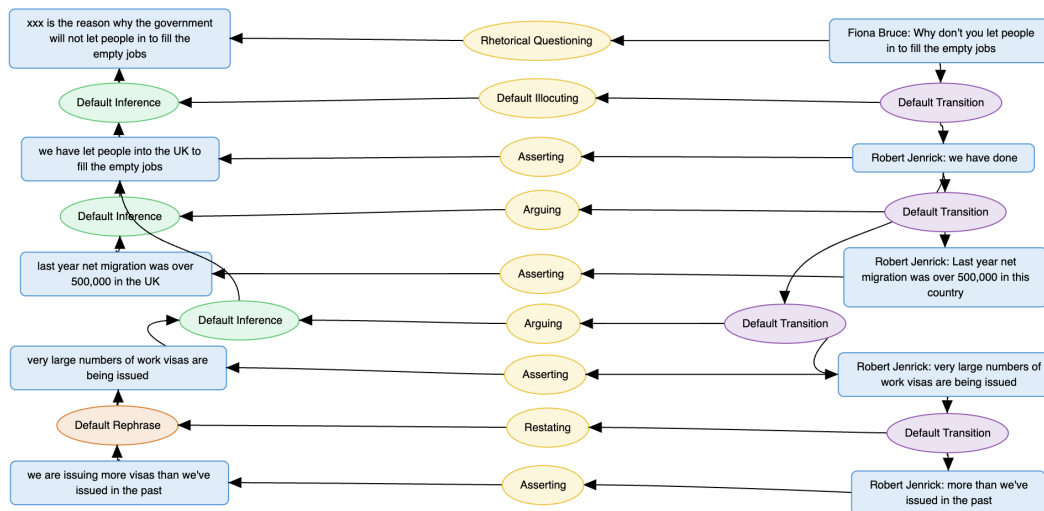 xxx is the reason why the government
will not let people in to fill the
empty jobs
Rhetorical Questioning
Fiona Bruce: Why don't you let people
in to fill the empty jobs
Default Inference
Default Illocuting
Default Transition
we have let people into the UK to
fill the empty jobs
Asserting
Robert Jenrick: we have done
Default Inference
Arguing
Default Transition
last year net migration was over
500,000 in the UK
Asserting
Robert Jenrick: Last year net
migration was over 500,000 in this
country
Default Inference
Arguing
Default Transition
very large numbers of work visas are
being issued
Asserting
Robert Jenrick: very large numbers of
work visas are being issued
Default Rephrase
Restating
Default Transition
we are issuing more visas than we've
issued in the past
Asserting
Robert Jenrick: more than we've
issued in the past